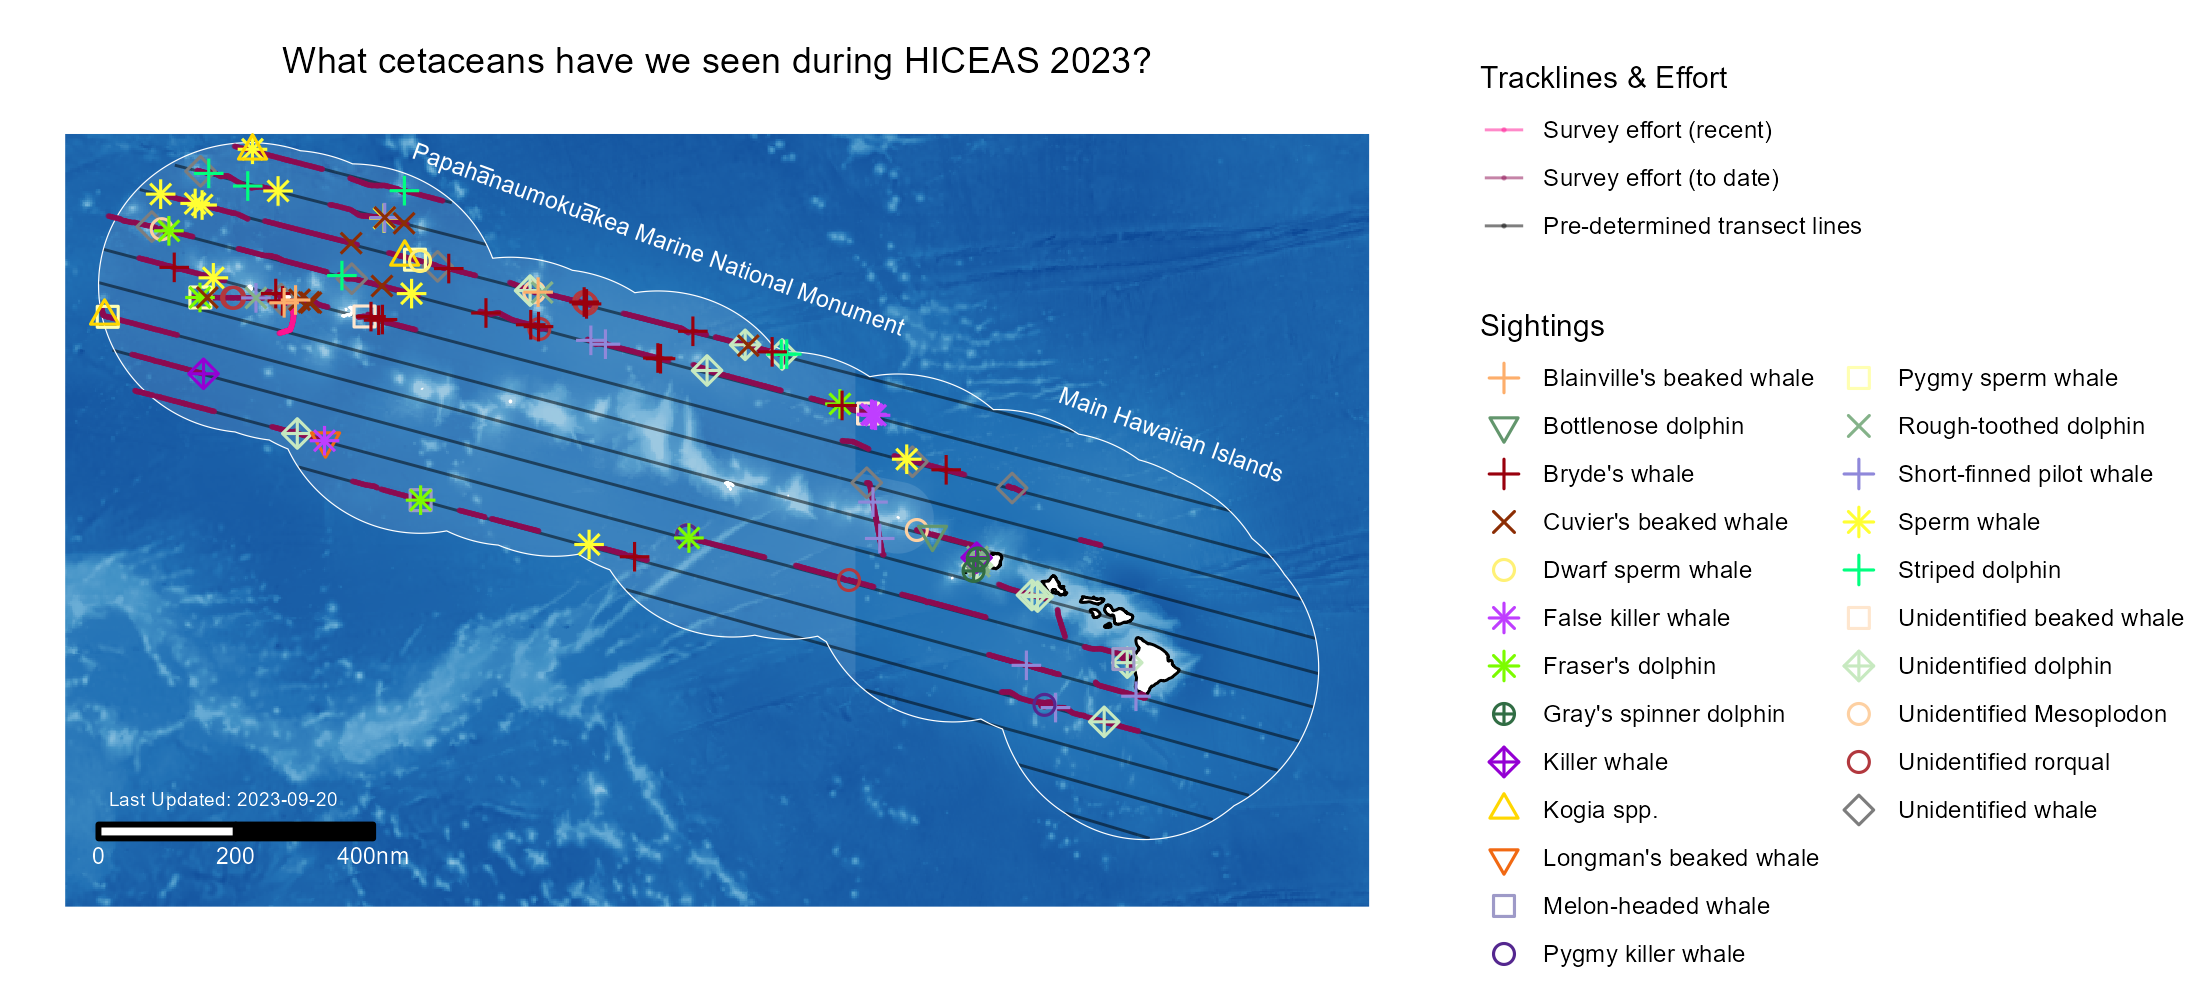 What cetaceans have we seen during HICEAS 2023?
Papahānaumokuākea Marine National Monument
Main Hawaiian Islands
Last Updated: 2023-09-20
0 200 400nm
Tracklines & Effort
Survey effort (recent)
Survey effort (to date)
Pre-determined transect lines
Sightings
Blainville's beaked whale
Bottlenose dolphin
Bryde's whale
Cuvier's beaked whale
Dwarf sperm whale
False killer whale
Fraser's dolphin
Gray's spinner dolphin
Killer whale
Kogia spp.
Longman's beaked whale
Melon-headed whale
Pygmy killer whale
Pygmy sperm whale
Rough-toothed dolphin
Short-finned pilot whale
Sperm whale
Striped dolphin
Unidentified beaked whale
Unidentified dolphin
Unidentified Mesoplodon
Unidentified rorqual
Unidentified whale